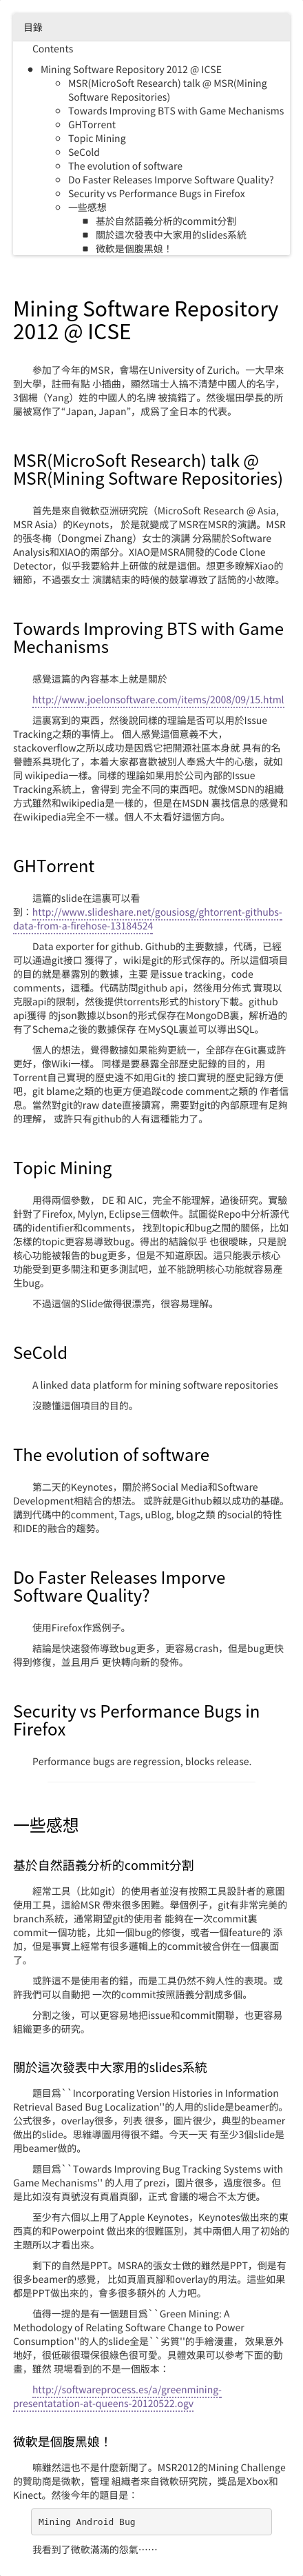 目錄
Contents
Mining Software Repository 2012 @ ICSE
MSR(MicroSoft Research) talk @ MSR(Mining
Software Repositories)
Towards Improving BTS with Game Mechanisms
GHTorrent
Topic Mining
SeCold
The evolution of software
Do Faster Releases Imporve Software Quality?
Security vs Performance Bugs in Firefox
一些感想
基於自然語義分析的commit分割
關於這次發表中大家用的slides系統
微軟是個腹黑娘！
Mining Software Repository
2012 @ ICSE
參加了今年的MSR，會場在University of Zurich。一大早來
到大學，註冊有點 小插曲，顯然瑞士人搞不清楚中國人的名字，
3個楊（Yang）姓的中國人的名牌 被搞錯了。然後堀田學長的所
屬被寫作了“Japan, Japan”，成爲了全日本的代表。
MSR(MicroSoft Research) talk @
MSR(Mining Software Repositories)
首先是來自微軟亞洲研究院（MicroSoft Research @ Asia,
MSR Asia）的Keynots， 於是就變成了MSR在MSR的演講。MSR
的張冬梅（Dongmei Zhang）女士的演講 分爲關於Software
Analysis和XIAO的兩部分。XIAO是MSRA開發的Code Clone
Detector，似乎我要給井上研做的就是這個。想更多瞭解Xiao的
細節，不過張女士 演講結束的時候的鼓掌導致了話筒的小故障。
Towards Improving BTS with Game
Mechanisms
感覺這篇的內容基本上就是關於
http://www.joelonsoftware.com/items/2008/09/15.html
這裏寫到的東西，然後說同樣的理論是否可以用於Issue
Tracking之類的事情上。 個人感覺這個意義不大，
stackoverflow之所以成功是因爲它把開源社區本身就 具有的名
譽體系具現化了，本着大家都喜歡被別人奉爲大牛的心態，就如
同 wikipedia一樣。同樣的理論如果用於公司內部的Issue
Tracking系統上，會得到 完全不同的東西吧。就像MSDN的組織
方式雖然和wikipedia是一樣的，但是在MSDN 裏找信息的感覺和
在wikipedia完全不一樣。個人不太看好這個方向。
GHTorrent
這篇的slide在這裏可以看
到：http://www.slideshare.net/gousiosg/ghtorrent-githubs-
data-from-a-firehose-13184524
Data exporter for github. Github的主要數據，代碼，已經
可以通過git接口 獲得了，wiki是git的形式保存的。所以這個項目
的目的就是暴露別的數據，主要 是issue tracking，code
comments，這種。代碼訪問github api，然後用分佈式 實現以
克服api的限制，然後提供torrents形式的history下載。github
api獲得 的json數據以bson的形式保存在MongoDB裏，解析過的
有了Schema之後的數據保存 在MySQL裏並可以導出SQL。
個人的想法，覺得數據如果能夠更統一，全部存在Git裏或許
更好，像Wiki一樣。 同樣是要暴露全部歷史記錄的目的，用
Torrent自己實現的歷史遠不如用Git的 接口實現的歷史記錄方便
吧，git blame之類的也更方便追蹤code comment之類的 作者信
息。當然對git的raw date直接讀寫，需要對git的內部原理有足夠
的理解， 或許只有github的人有這種能力了。
Topic Mining
用得兩個參數， DE 和 AIC，完全不能理解，過後研究。實驗
針對了Firefox, Mylyn, Eclipse三個軟件。試圖從Repo中分析源代
碼的identifier和comments， 找到topic和bug之間的關係，比如
怎樣的topic更容易導致bug。得出的結論似乎 也很曖昧，只是說
核心功能被報告的bug更多，但是不知道原因。這只能表示核心
功能受到更多關注和更多測試吧，並不能說明核心功能就容易產
生bug。
不過這個的Slide做得很漂亮，很容易理解。
SeCold
A linked data platform for mining software repositories
沒聽懂這個項目的目的。
The evolution of software
第二天的Keynotes，關於將Social Media和Software
Development相結合的想法。 或許就是Github賴以成功的基礎。
講到代碼中的comment, Tags, uBlog, blog之類 的social的特性
和IDE的融合的趨勢。
Do Faster Releases Imporve
Software Quality?
使用Firefox作爲例子。
結論是快速發佈導致bug更多，更容易crash，但是bug更快
得到修復，並且用戶 更快轉向新的發佈。
Security vs Performance Bugs in
Firefox
Performance bugs are regression, blocks release.
一些感想
基於自然語義分析的commit分割
經常工具（比如git）的使用者並沒有按照工具設計者的意圖
使用工具，這給MSR 帶來很多困難。舉個例子，git有非常完美的
branch系統，通常期望git的使用者 能夠在一次commit裏
commit一個功能，比如一個bug的修復，或者一個feature的 添
加，但是事實上經常有很多邏輯上的commit被合併在一個裏面
了。
或許這不是使用者的錯，而是工具仍然不夠人性的表現。或
許我們可以自動把 一次的commit按照語義分割成多個。
分割之後，可以更容易地把issue和commit關聯，也更容易
組織更多的研究。
關於這次發表中大家用的slides系統
題目爲``Incorporating Version Histories in Information
Retrieval Based Bug Localization''的人用的slide是beamer的。
公式很多，overlay很多，列表 很多，圖片很少，典型的beamer
做出的slide。思維導圖用得很不錯。今天一天 有至少3個slide是
用beamer做的。
題目爲``Towards Improving Bug Tracking Systems with
Game Mechanisms'' 的人用了prezi，圖片很多，過度很多。但
是比如沒有頁號沒有頁眉頁腳，正式 會議的場合不太方便。
至少有六個以上用了Apple Keynotes，Keynotes做出來的東
西真的和Powerpoint 做出來的很難區別，其中兩個人用了初始的
主題所以才看出來。
剩下的自然是PPT。MSRA的張女士做的雖然是PPT，倒是有
很多beamer的感覺， 比如頁眉頁腳和overlay的用法。這些如果
都是PPT做出來的，會多很多額外的 人力吧。
值得一提的是有一個題目爲``Green Mining: A
Methodology of Relating Software Change to Power
Consumption''的人的slide全是``劣質''的手繪漫畫， 效果意外
地好，很低碳很環保很綠色很可愛。具體效果可以參考下面的動
畫，雖然 現場看到的不是一個版本：
http://softwareprocess.es/a/greenmining-
presentatation-at-queens-20120522.ogv
微軟是個腹黑娘！
嘛雖然這也不是什麼新聞了。MSR2012的Mining Challenge
的贊助商是微軟，管理 組織者來自微軟研究院，獎品是Xbox和
Kinect。然後今年的題目是：
Mining Android Bug
我看到了微軟滿滿的怨氣⋯⋯